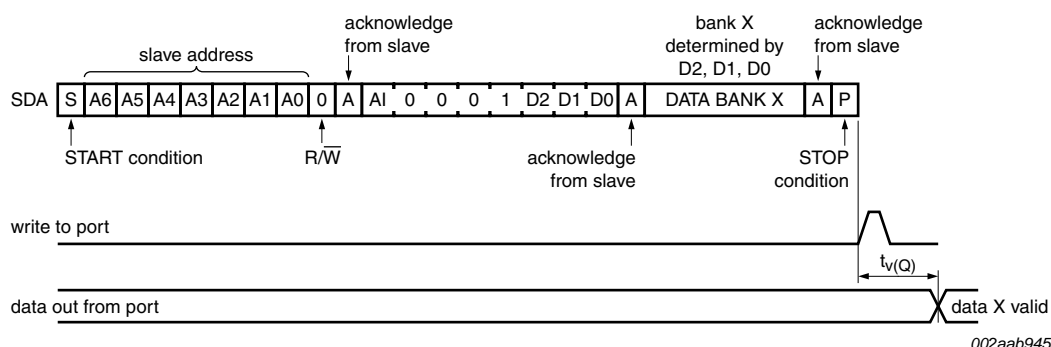 acknowledge
from slave
bank X
determined by
D2, D1, D0
acknowledge
from slave
slave address
SDA S A6 A5 A4 A3 A2 A1 A0 0 A AI 0 0 0 1 D2 D1 D0 A DATA BANK X A P
START condition
R/W̅
acknowledge
from slave
STOP
condition
write to port
tv(Q)
data out from port
data X valid
002aab945